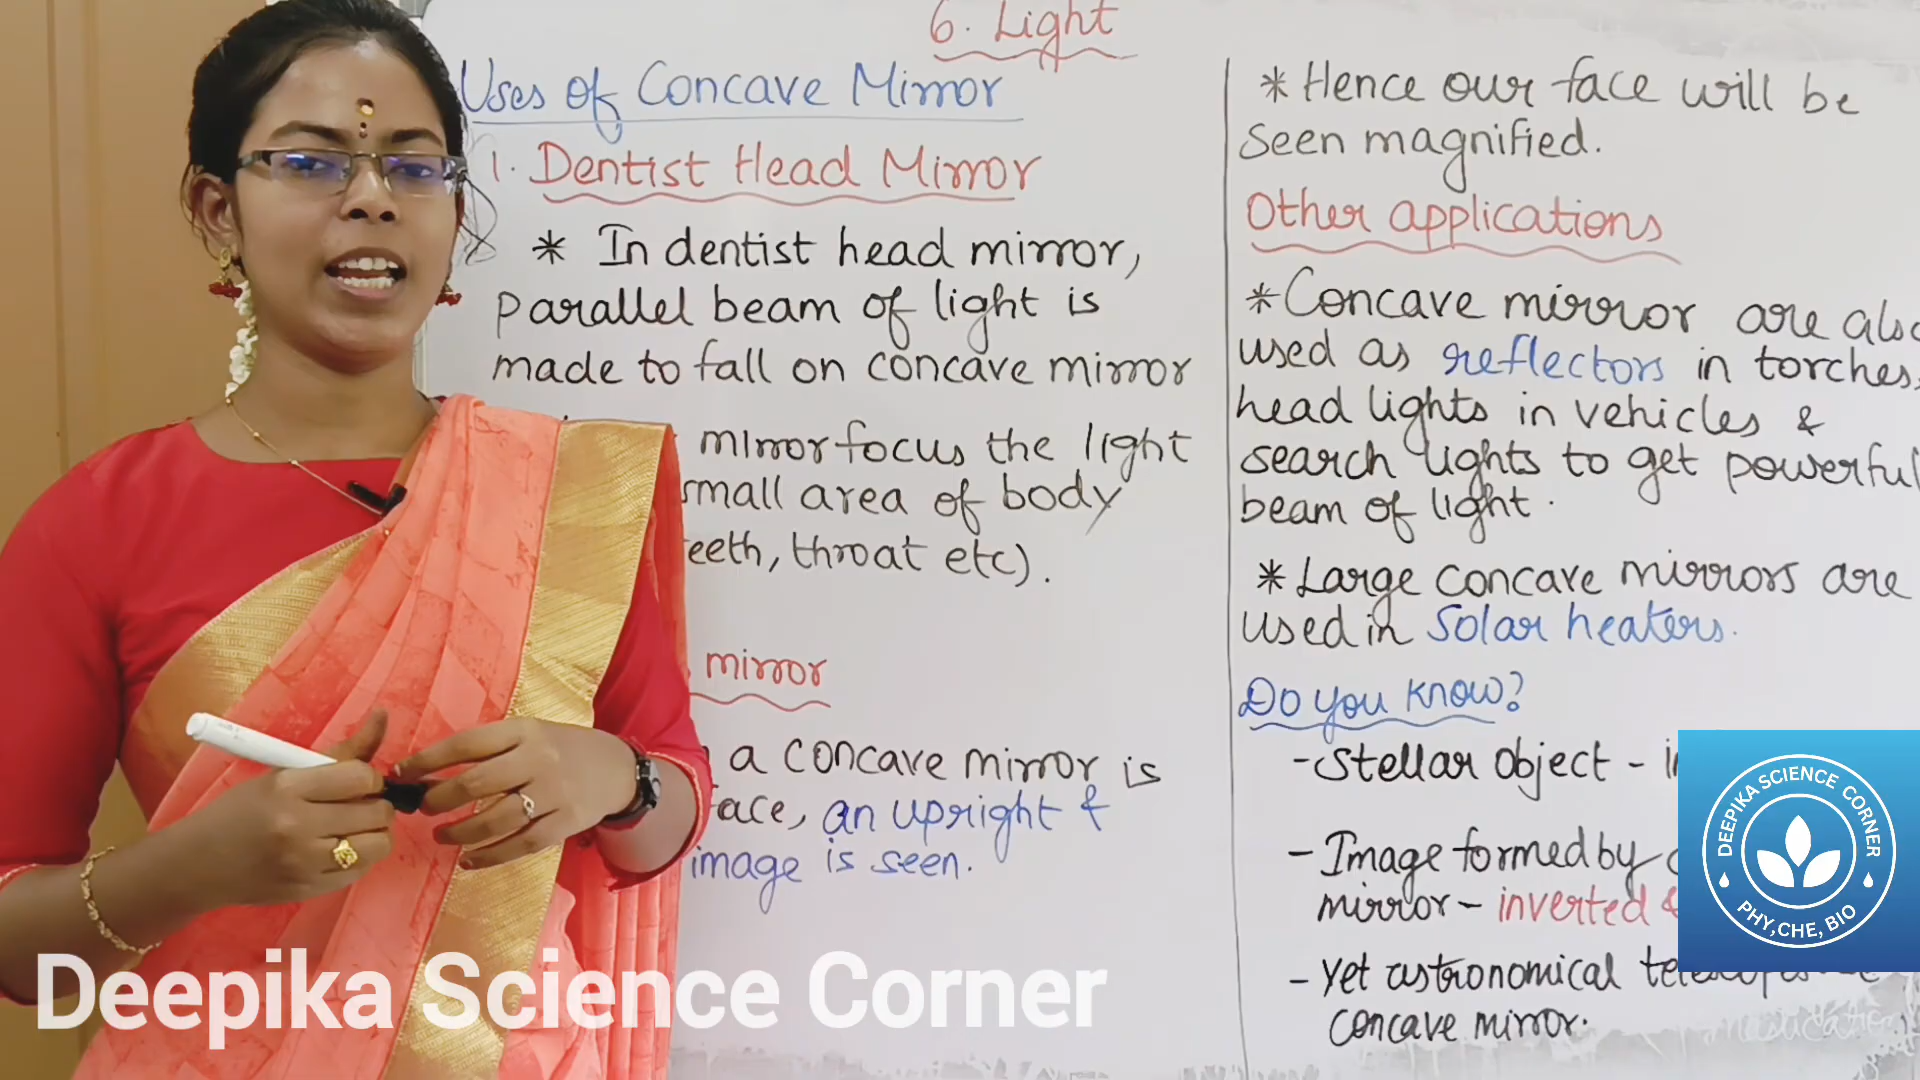 6. Light
Uses of Concave Mirror
1. Dentist Head Mirror
* In dentist head mirror,
parallel beam of light is
made to fall on concave mirror
mirror focus the light
small area of body
eeth, throat etc).
mirror
a concave mirror is
ace, an upright &
image is seen.
* Hence our face will be
seen magnified.
Other applications
* Concave mirror are also
used as reflectors in torches,
head lights in vehicles &
search lights to get powerful
beam of light.
* Large concave mirrors are
used in Solar heaters.
Do you know?
- Stellar object -
- Image formed by
mirror - inverted &
- Yet astronomical
concave mirror.
DEEPIKA SCIENCE CORNER
PHY, CHE, BIO
Deepika Science Corner